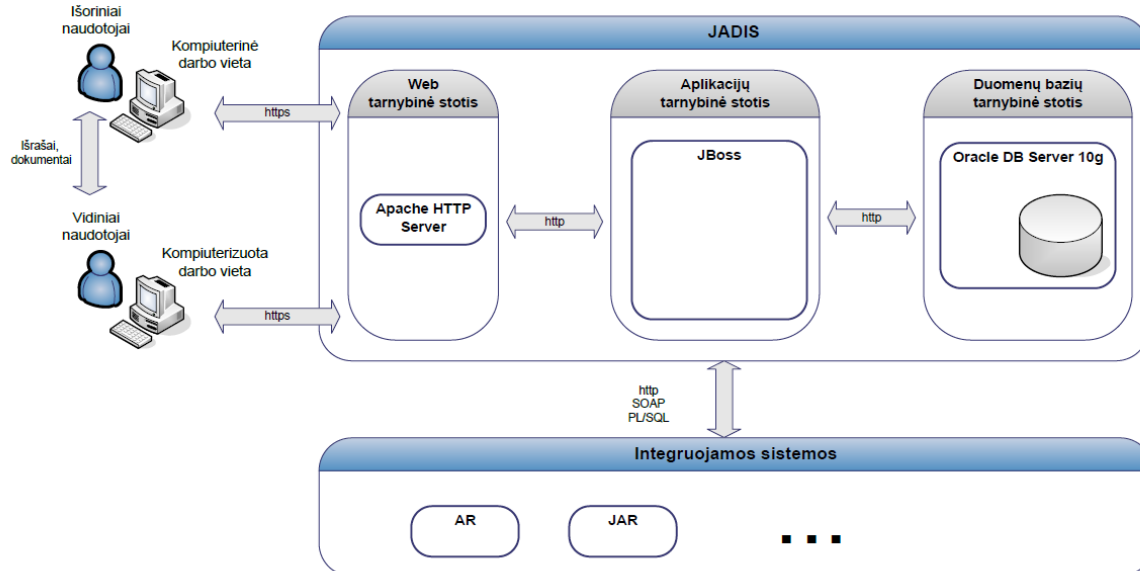 Išoriniai
naudotojai
Kompiuterinė
darbo vieta
https
Išrašai,
dokumentai
Vidiniai
naudotojai
Kompiuterizuota
darbo vieta
https
JADIS
Web
tarnybinė stotis
Apache HTTP
Server
http
Aplikacijų
tarnybinė stotis
JBoss
http
Duomenų bazių
tarnybinė stotis
Oracle DB Server 10g
http
SOAP
PL/SQL
Integruojamos sistemos
AR
JAR